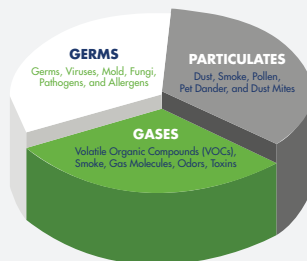 GERMS
Germs, Viruses, Mold, Fungi,
Pathogens, and Allergens
PARTICULATES
Dust, Smoke, Pollen,
Pet Dander, and Dust Mites
GASES
Volatile Organic Compounds (VOCs),
Smoke, Gas Molecules, Odors, Toxins